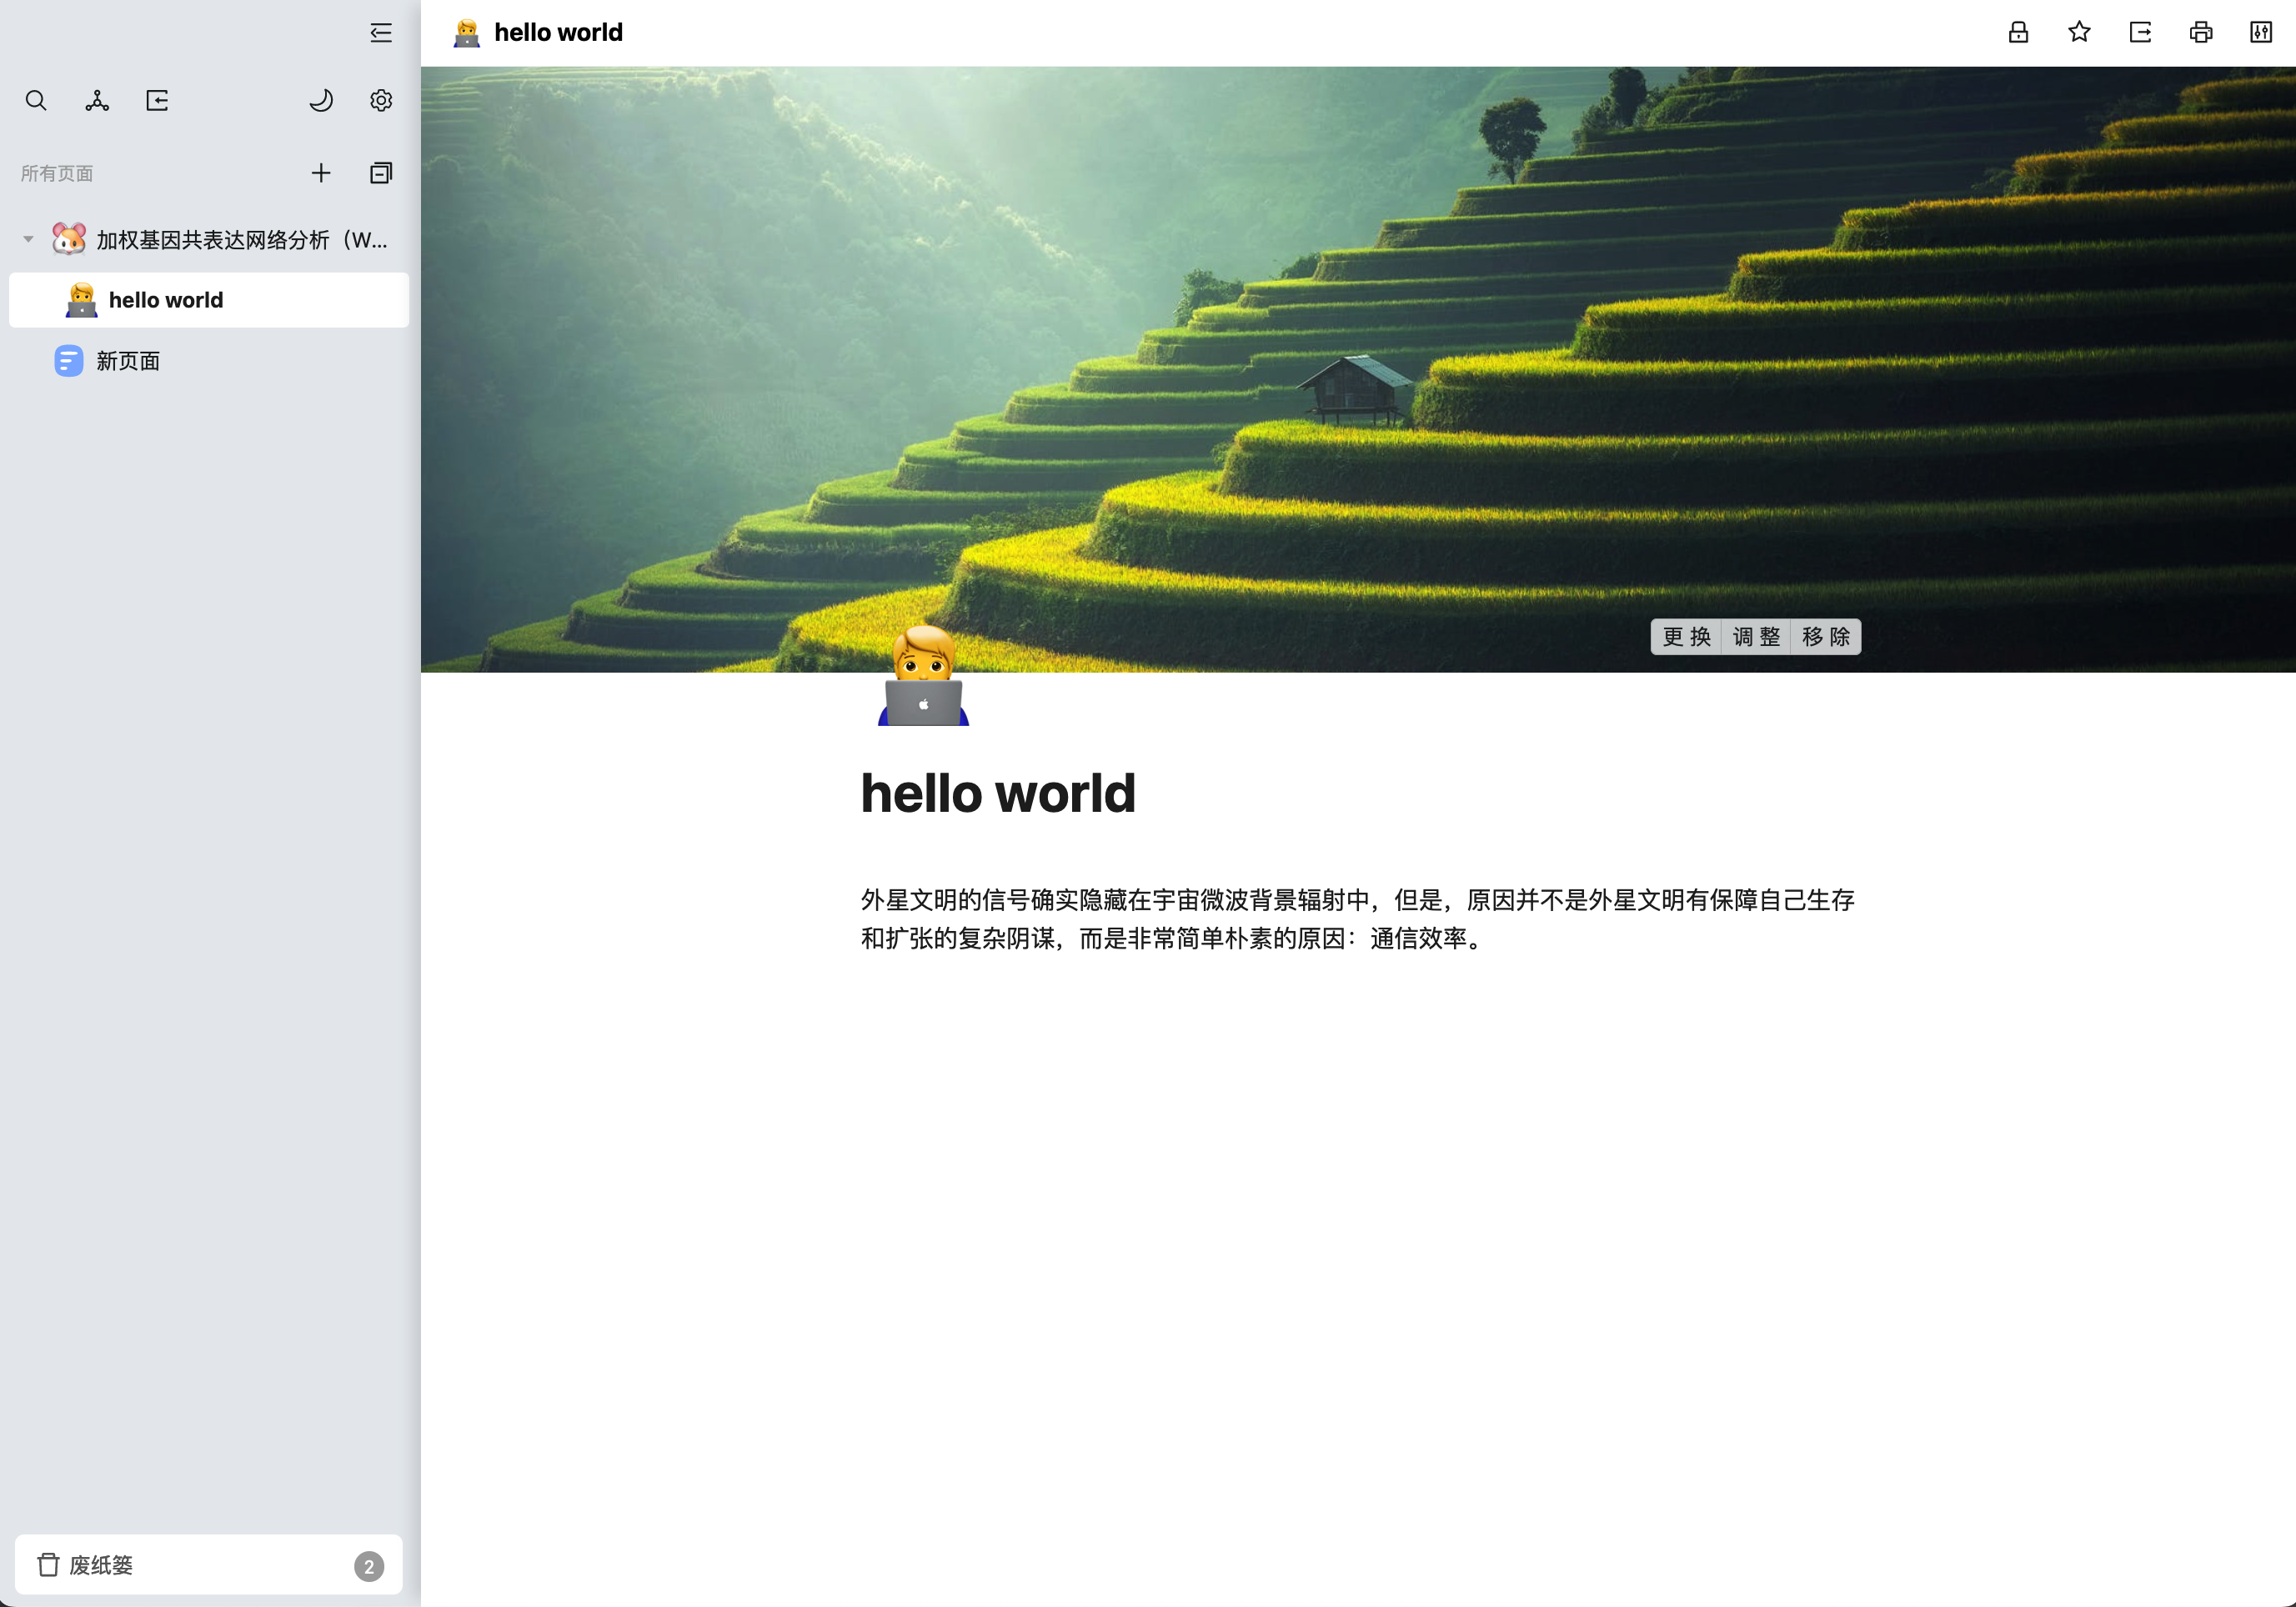 hello world
所有页面
加权基因共表达网络分析（W...
hello world
新页面
更换 调整 移除
hello world
外星文明的信号确实隐藏在宇宙微波背景辐射中，但是，原因并不是外星文明有保障自己生存
和扩张的复杂阴谋，而是非常简单朴素的原因：通信效率。
废纸篓 2